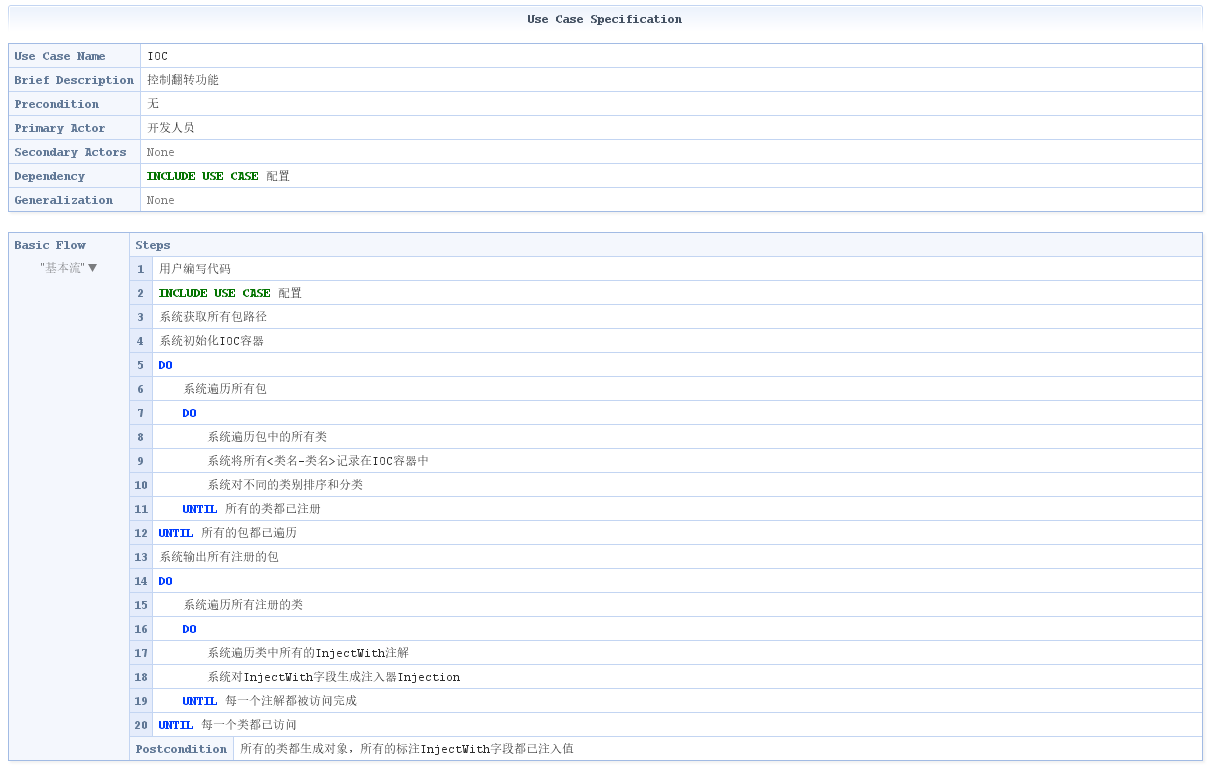 Use Case Specification
Use Case Name IOC
Brief Description 控制翻转功能
Precondition 无
Primary Actor 开发人员
Secondary Actors None
Dependency INCLUDE USE CASE 配置
Generalization None
Basic Flow Steps
"基本流"▼
1 用户编写代码
2 INCLUDE USE CASE 配置
3 系统获取所有包路径
4 系统初始化IOC容器
5 DO
6 系统遍历所有包
7 DO
8 系统遍历包中的所有类
9 系统将所有<类名-类名>记录在IOC容器中
10 系统对不同的类别排序和分类
11 UNTIL 所有的类都已注册
12 UNTIL 所有的包都已遍历
13 系统输出所有注册的包
14 DO
15 系统遍历所有注册的类
16 DO
17 系统遍历类中所有的InjectWith注解
18 系统对InjectWith字段生成注入器Injection
19 UNTIL 每一个注解都被访问完成
20 UNTIL 每一个类都已访问
Postcondition 所有的类都生成对象，所有的标注InjectWith字段都已注入值